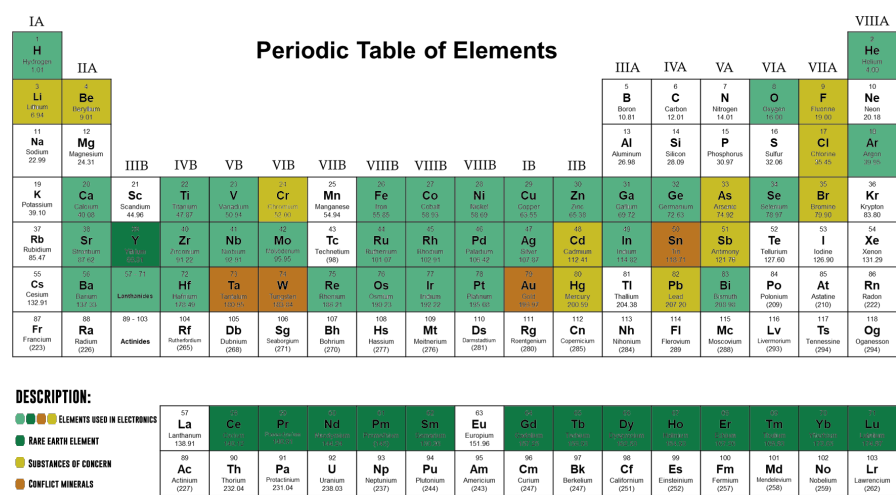 Periodic Table of Elements
IA IIA IIIB IVB VB VIB VIIB VIIIB VIIIB VIIIB IB IIB IIIA IVA VA VIA VIIA VIIIA
1 H Hydrogen 1.01
2 He Helium 4.00
3 Li Lithium 6.94
4 Be Beryllium 9.01
5 B Boron 10.81
6 C Carbon 12.01
7 N Nitrogen 14.01
8 O Oxygen 16.00
9 F Fluorine 19.00
10 Ne Neon 20.18
11 Na Sodium 22.99
12 Mg Magnesium 24.31
13 Al Aluminum 26.98
14 Si Silicon 28.09
15 P Phosphorus 30.97
16 S Sulfur 32.06
17 Cl Chlorine 35.45
18 Ar Argon 39.95
19 K Potassium 39.10
20 Ca Calcium 40.08
21 Sc Scandium 44.96
22 Ti Titanium 47.87
23 V Vanadium 50.94
24 Cr Chromium 52.00
25 Mn Manganese 54.94
26 Fe Iron 55.85
27 Co Cobalt 58.93
28 Ni Nickel 58.69
29 Cu Copper 63.55
30 Zn Zinc 65.38
31 Ga Gallium 69.72
32 Ge Germanium 72.63
33 As Arsenic 74.92
34 Se Selenium 78.97
35 Br Bromine 79.90
36 Kr Krypton 83.80
37 Rb Rubidium 85.47
38 Sr Strontium 87.62
Y
40 Zr Zirconium 91.22
41 Nb Niobium 92.91
42 Mo 95.95
43 Tc Technetium (98)
44 Ru Ruthenium 101.07
45 Rh Rhodium 102.91
46 Pd Palladium 106.42
47 Ag Silver 107.87
48 Cd Cadmium 112.41
49 In Indium 114.82
50 Sn Tin 118.71
51 Sb Antimony 121.76
52 Te Tellurium 127.60
53 I Iodine 126.90
54 Xe Xenon 131.29
55 Cs Cesium 132.91
56 Ba Barium 137.33
57 71 Lanthonides
72 Hf Hafnium 178.49
73 Ta Tantalum 180.95
W Tungsten
75 Re Rhenium 186.21
76 Os Osmium 190.23
77 Ir Iridium 192.22
78 Pt Platinum 195.08
79 Au Gold 196.97
80 Hg Mercury 200.59
81 Tl Thallium 204.38
82 Pb Lead 207.20
83 Bi Bismuth 208.98
84 Po Polonium (209)
85 At Astatine (210)
86 Rn Radon (222)
87 Fr Francium (223)
88 Ra Radium (226)
89 - 103 Actinides
104 Rf Rutherfordium (265)
105 Db Dubnium (268)
106 Sg Seaborgium (271)
107 Bh Bohrium (270)
108 Hs Hassium (277)
109 Mt Meitnerium (276)
110 Ds Darmstadtium (281)
111 Rg Roentgenium (280)
112 Cn Copernicium (285)
113 Nh Nihonium (284)
114 Fl Flerovium 289
115 Mc Moscovium (288)
116 Lv Livermorium (293)
117 Ts Tennessine (294)
118 Og Oganesson (294)
DESCRIPTION:
ELEMENTS USED IN ELECTRONICS
RARE EARTH ELEMENT
SUBSTANCES OF CONCERN
CONFLICT MINERALS
57 La Lanthanum 138.91
Ce
Pr
Nd
Pm
Sm
63 Eu Europium 151.96
Gd
Tb
Dy
Ho
Er
Tm
Yb
Lu
89 Ac Actinium (227)
90 Th Thorium 232.04
91 Pa Protactinium 231.04
92 U Uranium 238.03
93 Np Neptunium (237)
94 Pu Plutonium (244)
95 Am Americium (243)
96 Cm Curium (247)
97 Bk Berkelium (247)
98 Cf Californium (251)
99 Es Einsteinium (252)
100 Fm Fermium (257)
101 Md Mendelevium (258)
102 No Nobelium (259)
103 Lr Lawrencium (262)